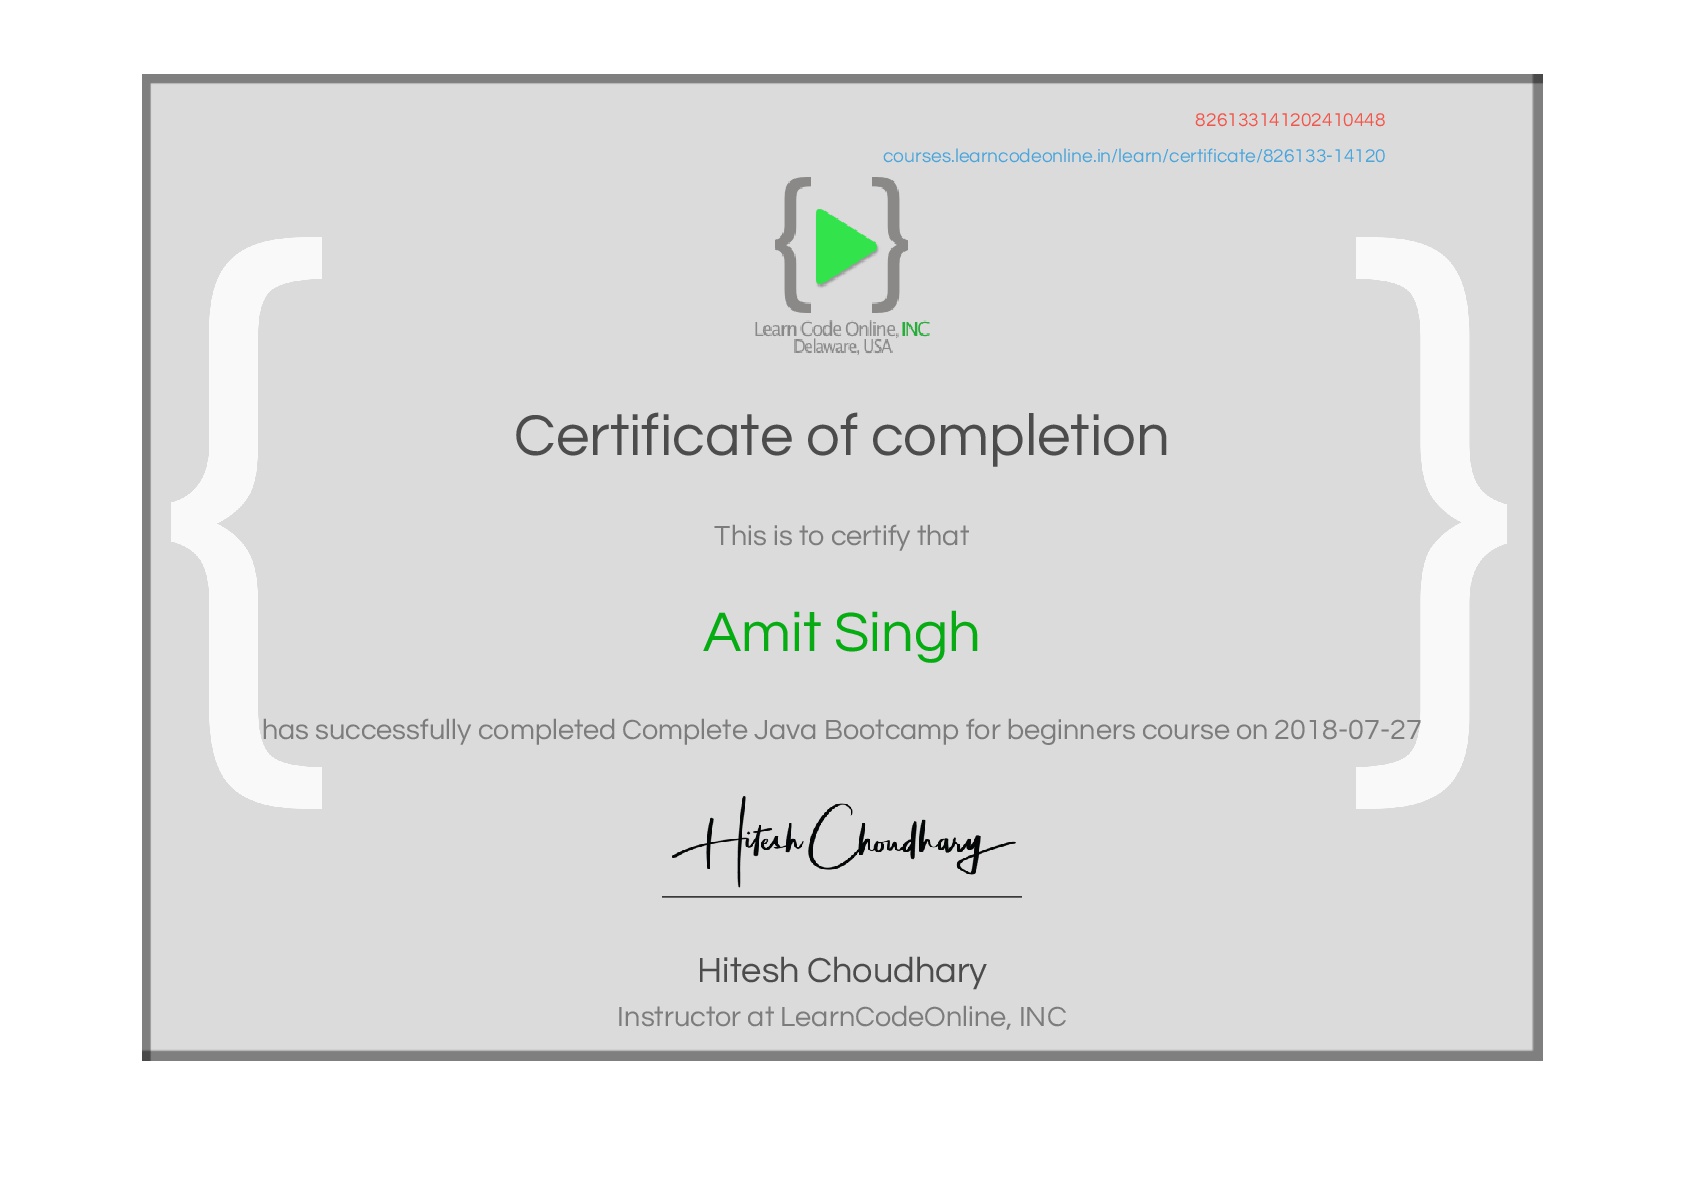 826133141202410448
courses.learncodeonline.in/learn/certificate/826133-14120
Learn Code Online, INC
Delaware, USA.
Certificate of completion
This is to certify that
Amit Singh
has successfully completed Complete Java Bootcamp for beginners course on 2018-07-27
Hitesh Choudhary
Hitesh Choudhary
Instructor at LearnCodeOnline, INC